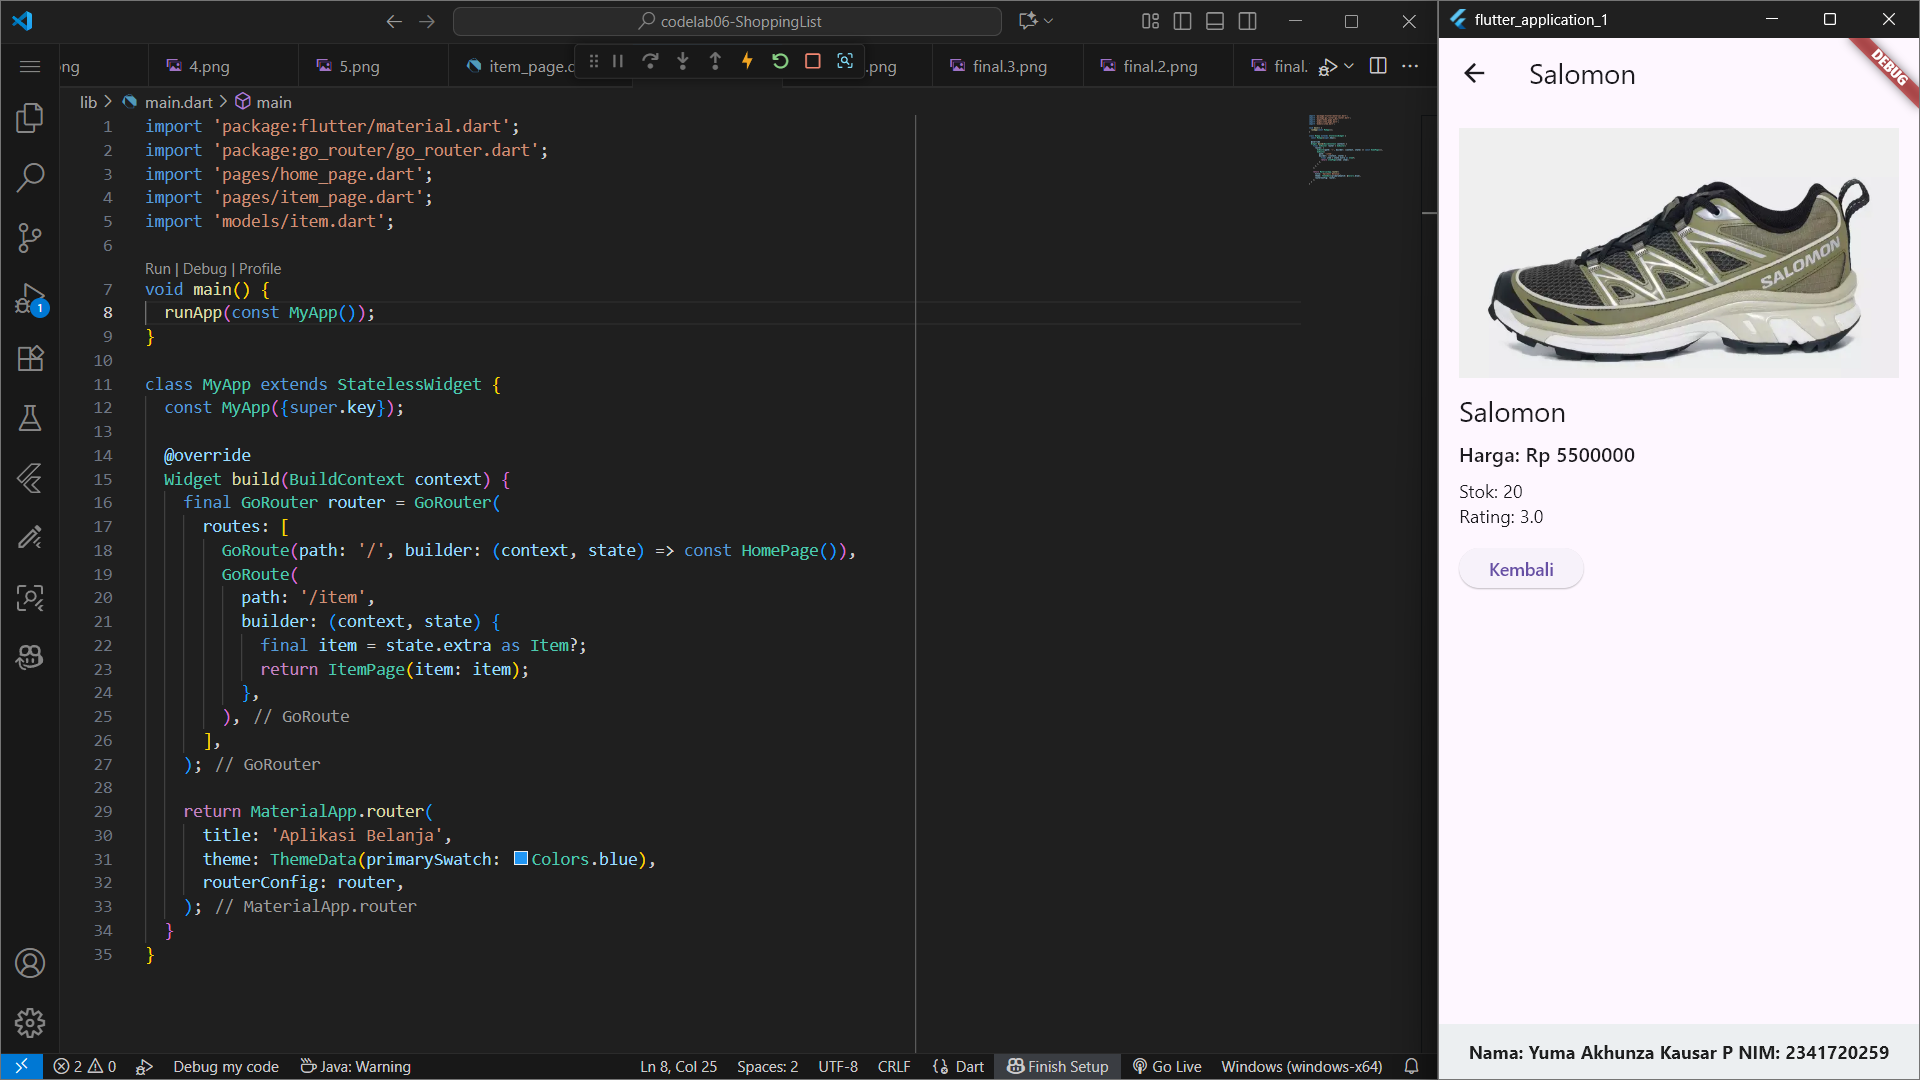 codelab06-ShoppingList
flutter_application_1
ng
4.png
5.png
item_page.d
.png
final.3.png
final.2.png
final.
lib > main.dart > main
1 import 'package:flutter/material.dart';
2 import 'package:go_router/go_router.dart';
3 import 'pages/home_page.dart';
4 import 'pages/item_page.dart';
5 import 'models/item.dart';
6
Run | Debug | Profile
7 void main() {
8 runApp(const MyApp());
9 }
10
11 class MyApp extends StatelessWidget {
12 const MyApp({super.key});
13
14 @override
15 Widget build(BuildContext context) {
16 final GoRouter router = GoRouter(
17 routes: [
18 GoRoute(path: '/', builder: (context, state) => const HomePage()),
19 GoRoute(
20 path: '/item',
21 builder: (context, state) {
22 final item = state.extra as Item?;
23 return ItemPage(item: item);
24 },
25 ), // GoRoute
26 ],
27 ); // GoRouter
28
29 return MaterialApp.router(
30 title: 'Aplikasi Belanja',
31 theme: ThemeData(primarySwatch: Colors.blue),
32 routerConfig: router,
33 ); // MaterialApp.router
34 }
35 }
1
2 0
Debug my code
Java: Warning
Ln 8, Col 25
Spaces: 2
UTF-8
CRLF
Dart
Finish Setup
Go Live
Windows (windows-x64)
Salomon
DEBUG
SALOMON
Salomon
Harga: Rp 5500000
Stok: 20
Rating: 3.0
Kembali
Nama: Yuma Akhunza Kausar P NIM: 2341720259